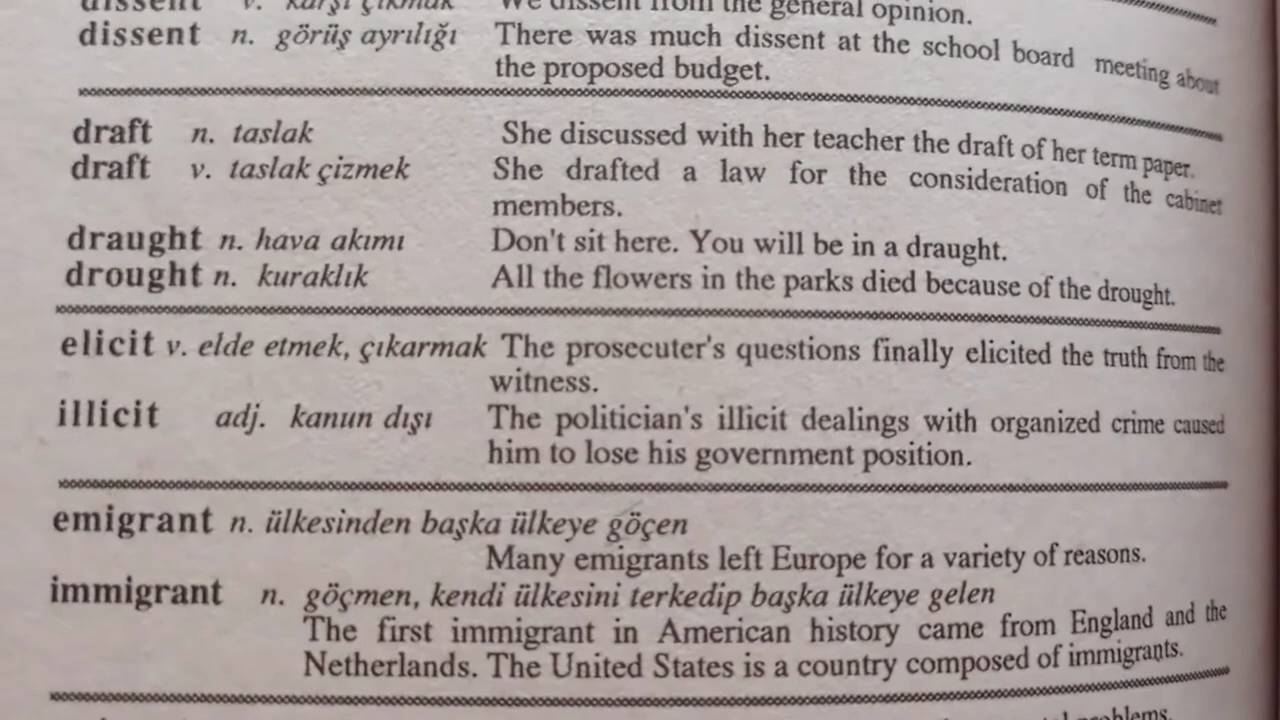 dissent v. karşı çıkmak We dissent from the general opinion.
dissent n. görüş ayrılığı There was much dissent at the school board meeting about
the proposed budget.
draft n. taslak She discussed with her teacher the draft of her term paper.
draft v. taslak çizmek She drafted a law for the consideration of the cabinet
members.
draught n. hava akımı Don't sit here. You will be in a draught.
drought n. kuraklık All the flowers in the parks died because of the drought.
elicit v. elde etmek, çıkarmak The prosecuter's questions finally elicited the truth from the
witness.
illicit adj. kanun dışı The politician's illicit dealings with organized crime caused
him to lose his government position.
emigrant n. ülkesinden başka ülkeye göçen
Many emigrants left Europe for a variety of reasons.
immigrant n. göçmen, kendi ülkesini terkedip başka ülkeye gelen
The first immigrant in American history came from England and the
Netherlands. The United States is a country composed of immigrants.
problems.